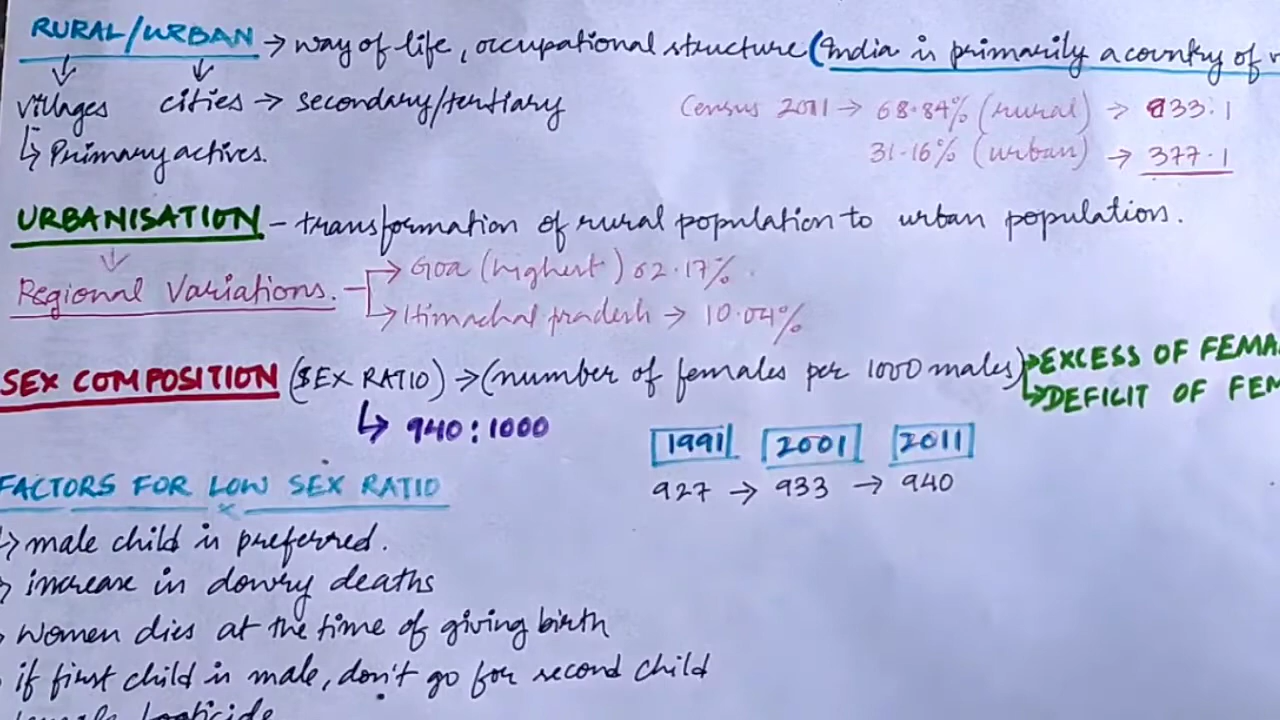 RURAL/URBAN → way of life, occupational structure (India is primarily a country of
villages cities → secondary/tertiary
Census 2011 → 68.84% (rural) → 833.1
↳ Primary actives.
31.16% (urban) → 377.1
URBANISATION - transformation of rural population to urban population.
Regional Variations. → Goa (highest) 62.17%.
→ Himachal pradesh → 10.04%
SEX COMPOSITION (SEX RATIO) → (number of females per 1000 males) → EXCESS OF FEMA
→ DEFICIT OF FEM
↳ 940:1000
1991 2001 2011
927 → 933 → 940
FACTORS FOR LOW SEX RATIO
↳ male child is preferred.
→ increase in dowry deaths
→ Women dies at the time of giving birth
→ if first child is male, don't go for second child